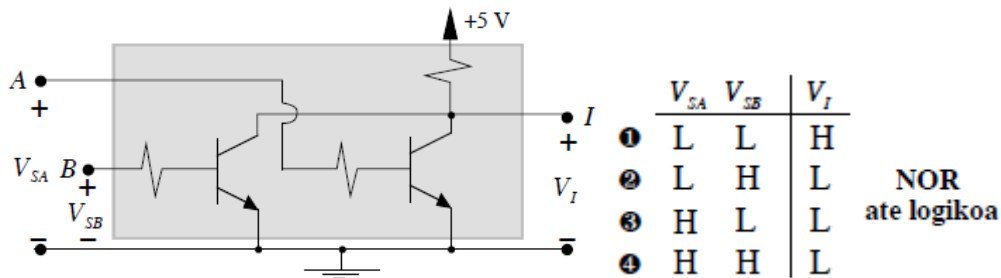 +5 V
A
+
I
+
V_SA B
+
V_SB
V_I
– – –
V_SA V_SB V_I
❶ L L H
❷ L H L
❸ H L L
❹ H H L
NOR
ate logikoa